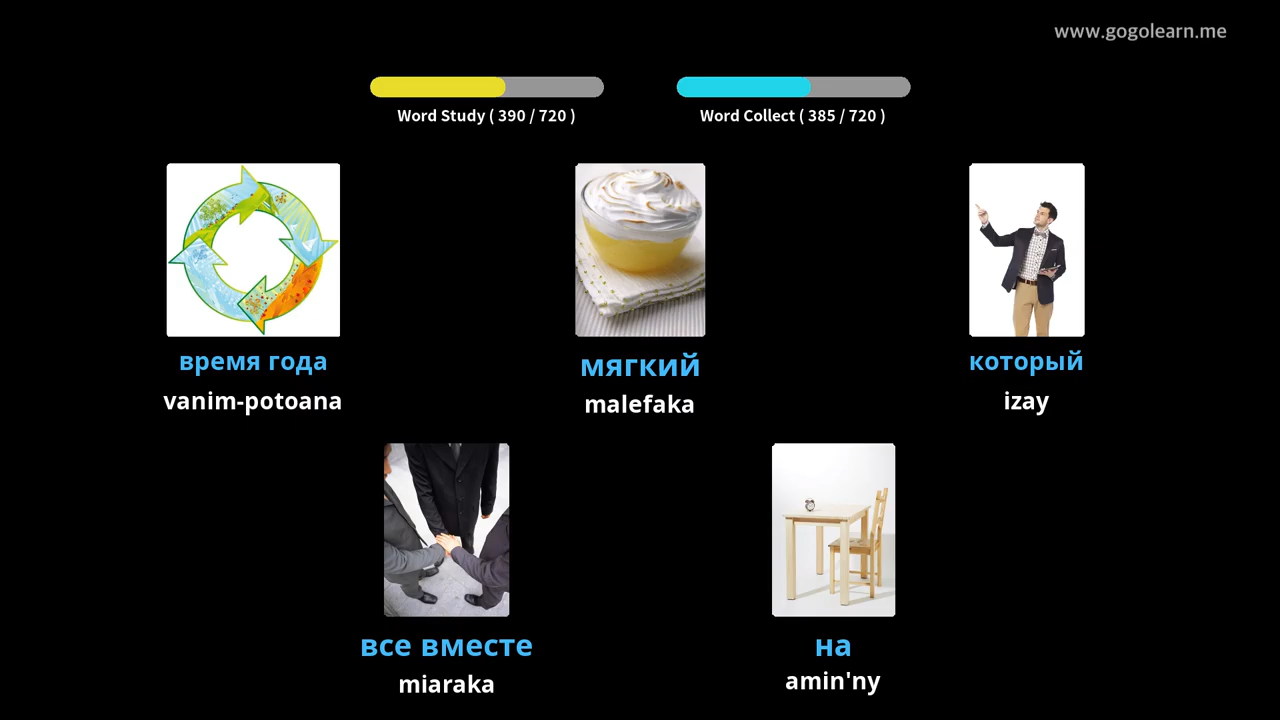 www.gogolearn.me
Word Study ( 390 / 720 )
Word Collect ( 385 / 720 )
время года
vanim-potoana
мягкий
malefaka
который
izay
все вместе
miaraka
на
amin'ny